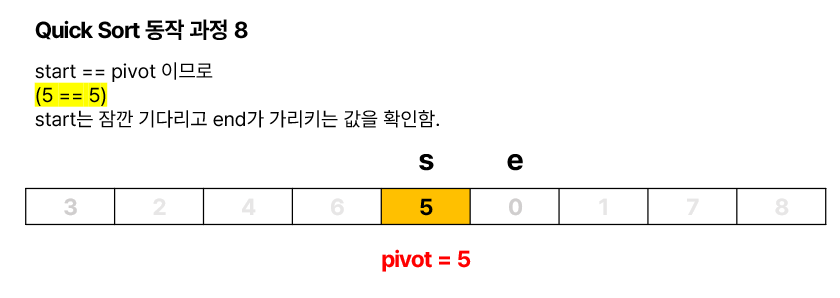 Quick Sort 동작 과정 8
start == pivot 이므로
(5 == 5)
start는 잠깐 기다리고 end가 가리키는 값을 확인함.
s e
3 2 4 6 5 0 1 7 8
pivot = 5